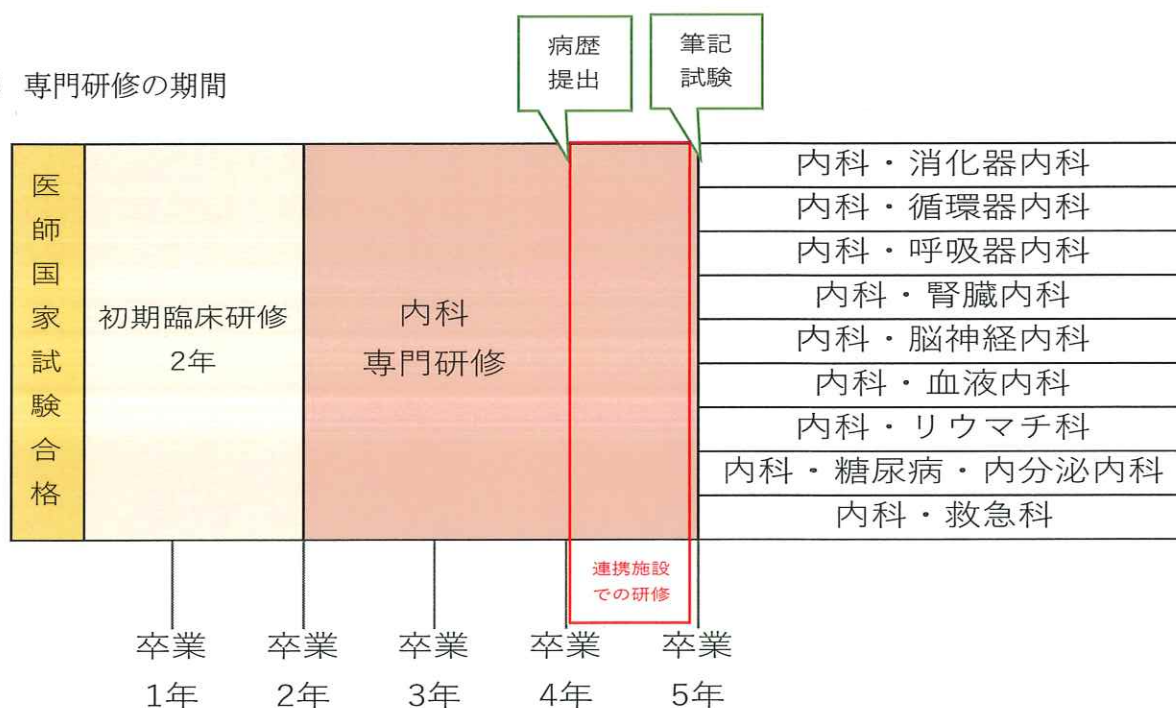 専門研修の期間
病歴
提出
筆記
試験
医師国家試験合格
初期臨床研修
2年
内科
専門研修
内科・消化器内科
内科・循環器内科
内科・呼吸器内科
内科・腎臓内科
内科・脳神経内科
内科・血液内科
内科・リウマチ科
内科・糖尿病・内分泌内科
内科・救急科
連携施設
での研修
卒業
1年
卒業
2年
卒業
3年
卒業
4年
卒業
5年